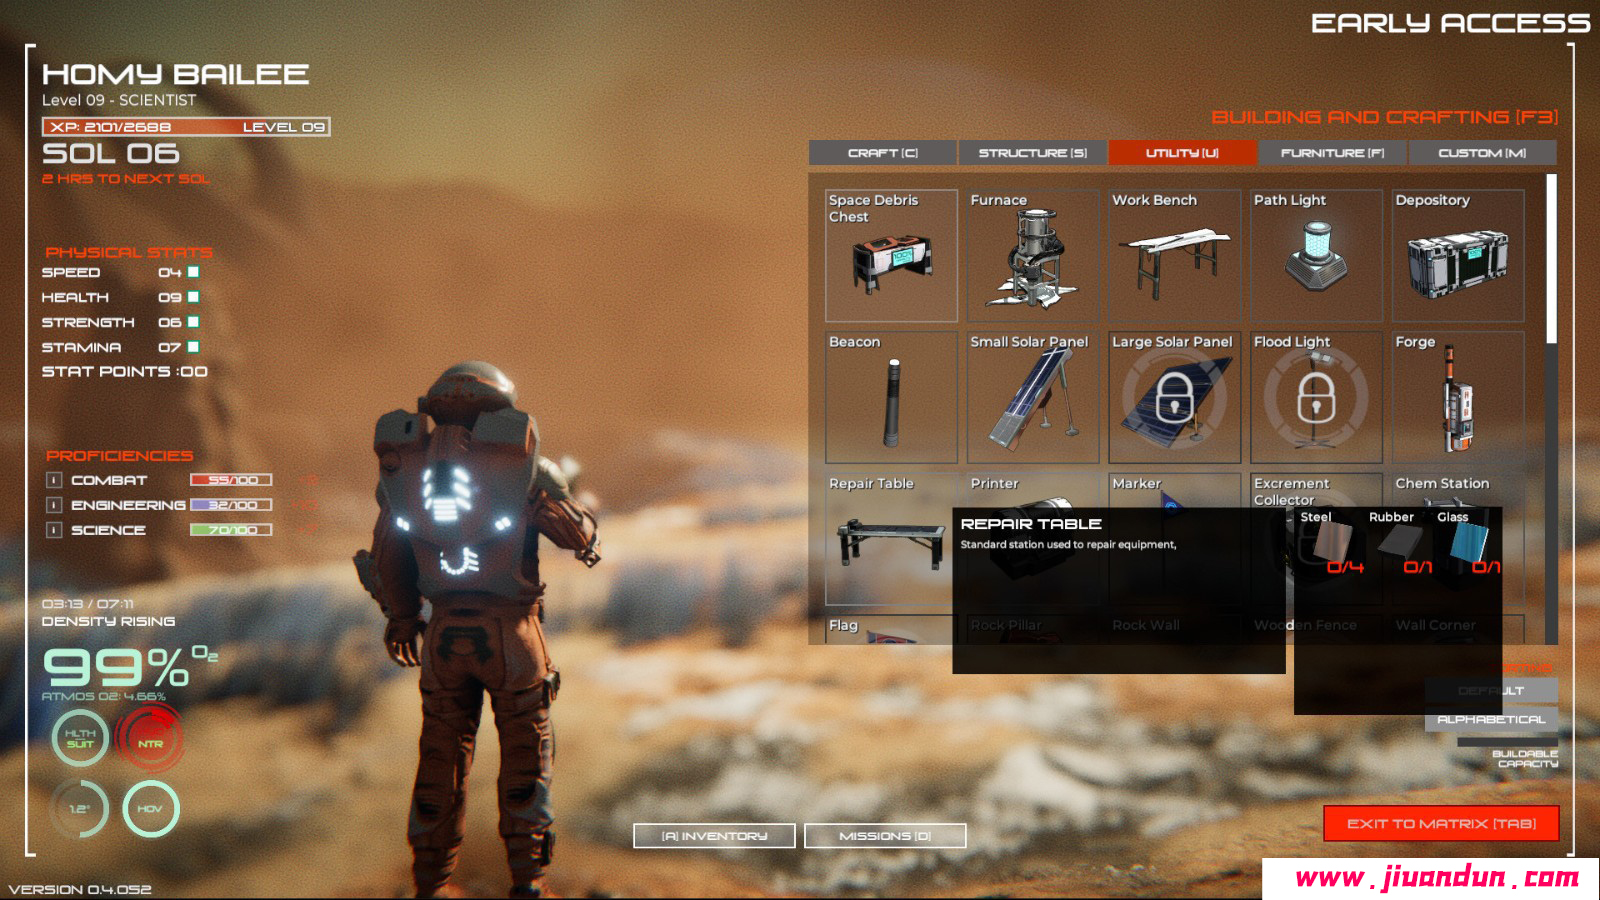 EARLY ACCESS
HOMY BAILEE
Level 09 - SCIENTIST
XP: 2101/2688 LEVEL 09
SOL 06
2 HRS TO NEXT SOL
PHYSICAL STATS
SPEED 04
HEALTH 09
STRENGTH 06
STAMINA 07
STAT POINTS :00
PROFICIENCIES
i COMBAT 55/100
i ENGINEERING 32/100
i SCIENCE 70/100
03:13 / 07:11
DENSITY RISING
99% O2
ATMOS O2: 4.66%
HLTH
SUIT
NTR
1.2°
HDV
VERSION 0.4.052
BUILDING AND CRAFTING [F3]
CRAFT [C] STRUCTURE [S] UTILITY [U] FURNITURE [F] CUSTOM [M]
Space Debris
Chest
Furnace
Work Bench
Path Light
Depository
Beacon
Small Solar Panel
Large Solar Panel
Flood Light
Forge
Repair Table
Printer
Marker
Excrement
Collector
Chem Station
REPAIR TABLE
Standard station used to repair equipment,
Steel Rubber Glass
0/4 0/1 0/1
Flag
Rock Pillar
Rock Wall
Wooden Fence
Wall Corner
DEFAULT
ALPHABETICAL
BUILDABLE
CAPACITY
[A] INVENTORY
MISSIONS [D]
EXIT TO MATRIX [TAB]
www.jiuandun.com